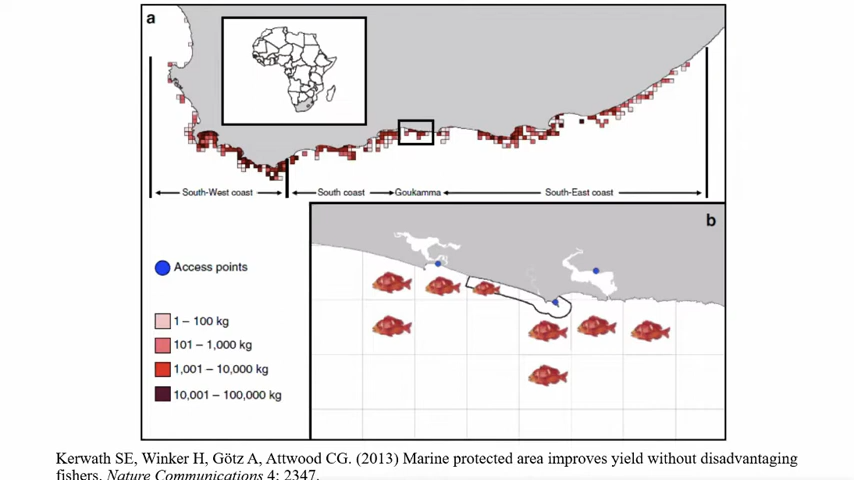 a
South-West coast
South coast
Goukamma
South-East coast
b
Access points
1 – 100 kg
101 – 1,000 kg
1,001 – 10,000 kg
10,001 – 100,000 kg
Kerwath SE, Winker H, Götz A, Attwood CG. (2013) Marine protected area improves yield without disadvantaging
fishers. Nature Communications 4: 2347.